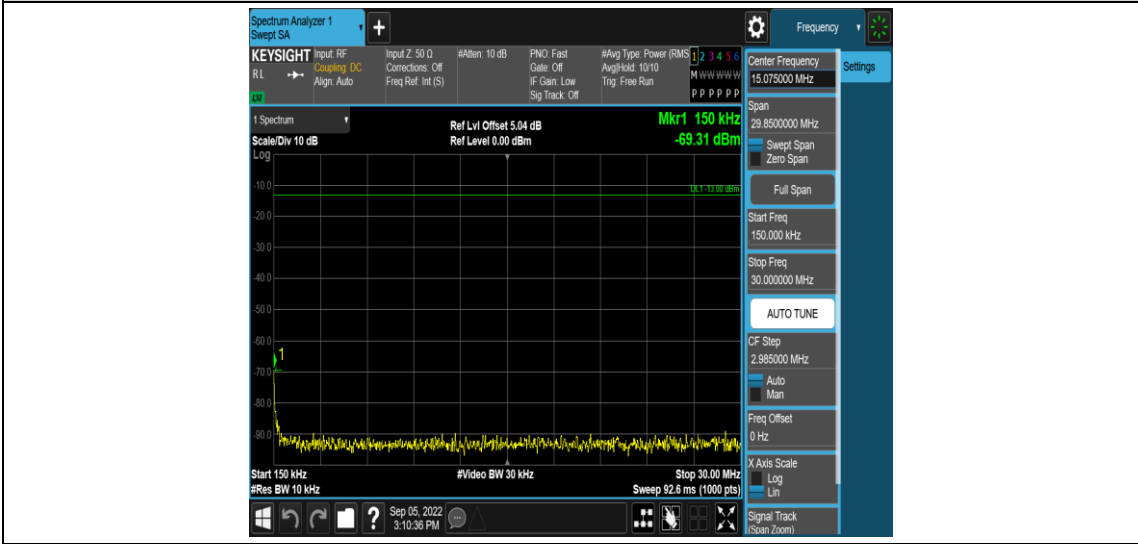 Spectrum Analyzer 1
Swept SA
+
Frequency
KEYSIGHT
RL
Input: RF
Coupling: DC
Align: Auto
Input Z: 50 Ω
Corrections: Off
Freq Ref: Int (S)
#Atten: 10 dB
PNO: Fast
Gate: Off
IF Gain: Low
Sig Track: Off
#Avg Type: Power (RMS
Avg|Hold: 10/10
Trig: Free Run
1 2 3 4 5 6
M W W W W W
P P P P P P
1 Spectrum
Scale/Div 10 dB
Log
Ref Lvl Offset 5.04 dB
Ref Level 0.00 dBm
Mkr1 150 kHz
-69.31 dBm
DL1 -13.00 dBm
-10.0
-20.0
-30.0
-40.0
-50.0
-60.0
1
-70.0
-80.0
-90.0
Start 150 kHz
#Res BW 10 kHz
#Video BW 30 kHz
Stop 30.00 MHz
Sweep 92.6 ms (1000 pts)
?
Sep 05, 2022
3:10:36 PM
Center Frequency
15.075000 MHz
Span
29.8500000 MHz
Swept Span
Zero Span
Full Span
Start Freq
150.000 kHz
Stop Freq
30.000000 MHz
AUTO TUNE
CF Step
2.985000 MHz
Auto
Man
Freq Offset
0 Hz
X Axis Scale
Log
Lin
Signal Track
(Span Zoom)
Settings